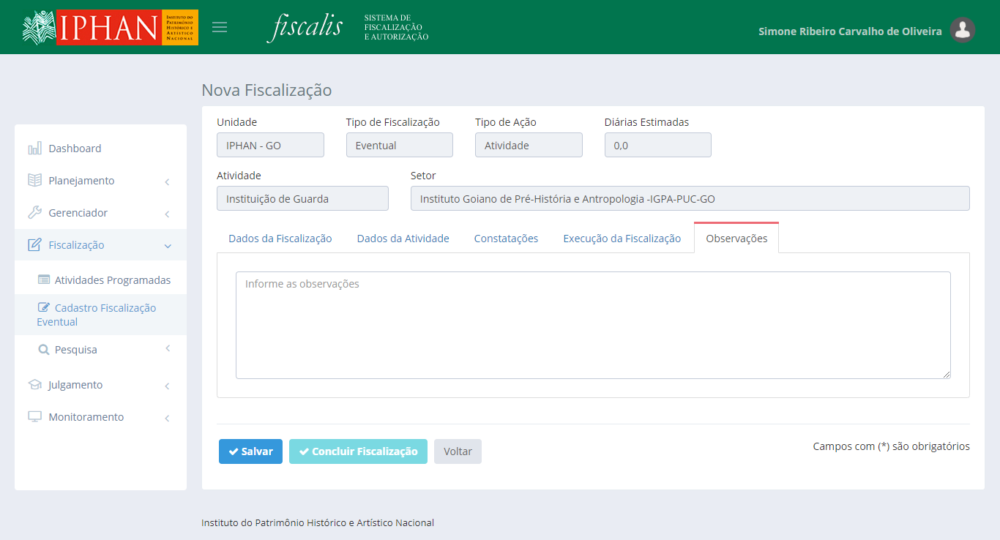 IPHAN
INSTITUTO DO
PATRIMÔNIO
HISTÓRICO E
ARTÍSTICO
NACIONAL
fiscalis
SISTEMA DE
FISCALIZAÇÃO
E AUTORIZAÇÃO
Simone Ribeiro Carvalho de Oliveira
Dashboard
Planejamento
Gerenciador
Fiscalização
Atividades Programadas
Cadastro Fiscalização
Eventual
Pesquisa
Julgamento
Monitoramento
Nova Fiscalização
Unidade Tipo de Fiscalização Tipo de Ação Diárias Estimadas
IPHAN - GO Eventual Atividade 0,0
Atividade Setor
Instituição de Guarda Instituto Goiano de Pré-História e Antropologia -IGPA-PUC-GO
Dados da Fiscalização Dados da Atividade Constatações Execução da Fiscalização Observações
Informe as observações
Salvar Concluir Fiscalização Voltar Campos com (*) são obrigatórios
Instituto do Patrimônio Histórico e Artístico Nacional